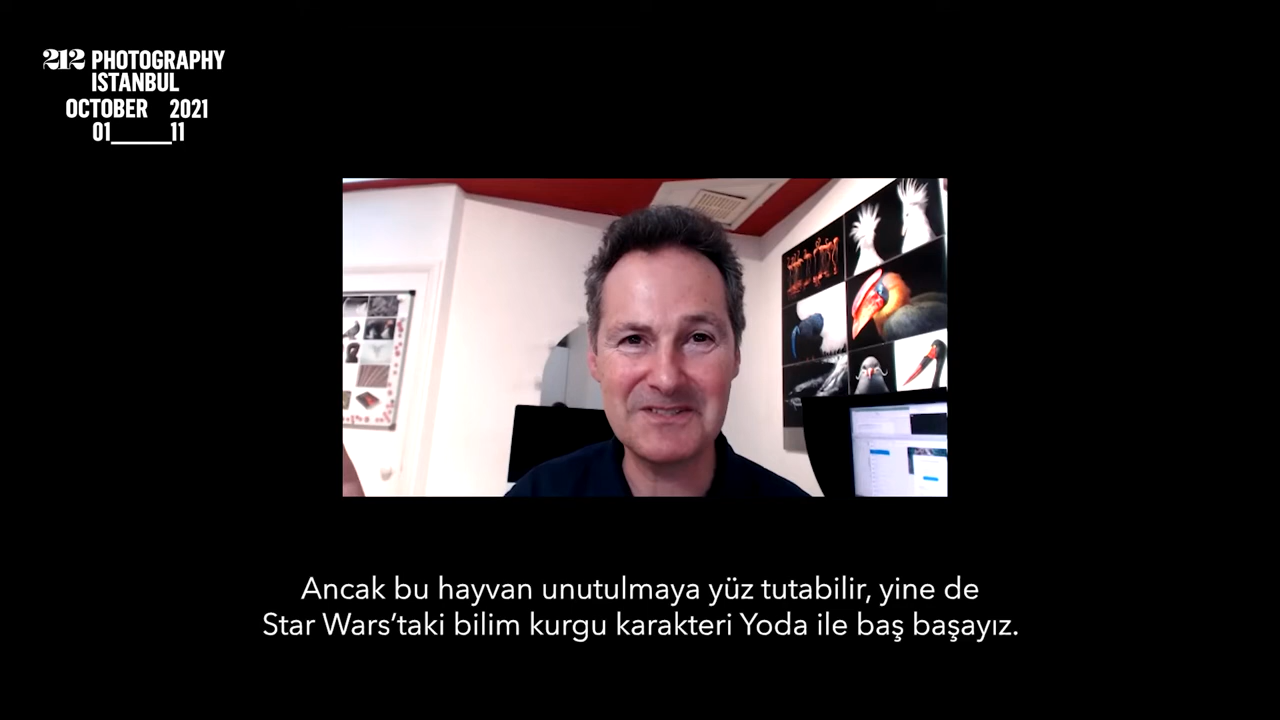 212 PHOTOGRAPHY
ISTANBUL
OCTOBER 2021
01 11
Ancak bu hayvan unutulmaya yüz tutabilir, yine de
Star Wars'taki bilim kurgu karakteri Yoda ile baş başayız.